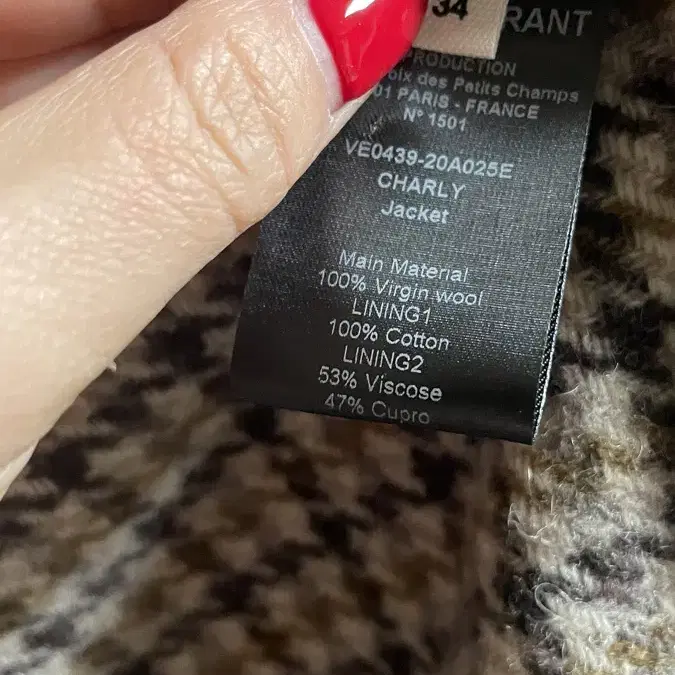 34
RANT
PRODUCTION
oix des Petits Champs
01 PARIS - FRANCE
N° 1501
VE0439-20A025E
CHARLY
Jacket
Main Material
100% Virgin wool
LINING1
100% Cotton
LINING2
53% Viscose
47% Cupro